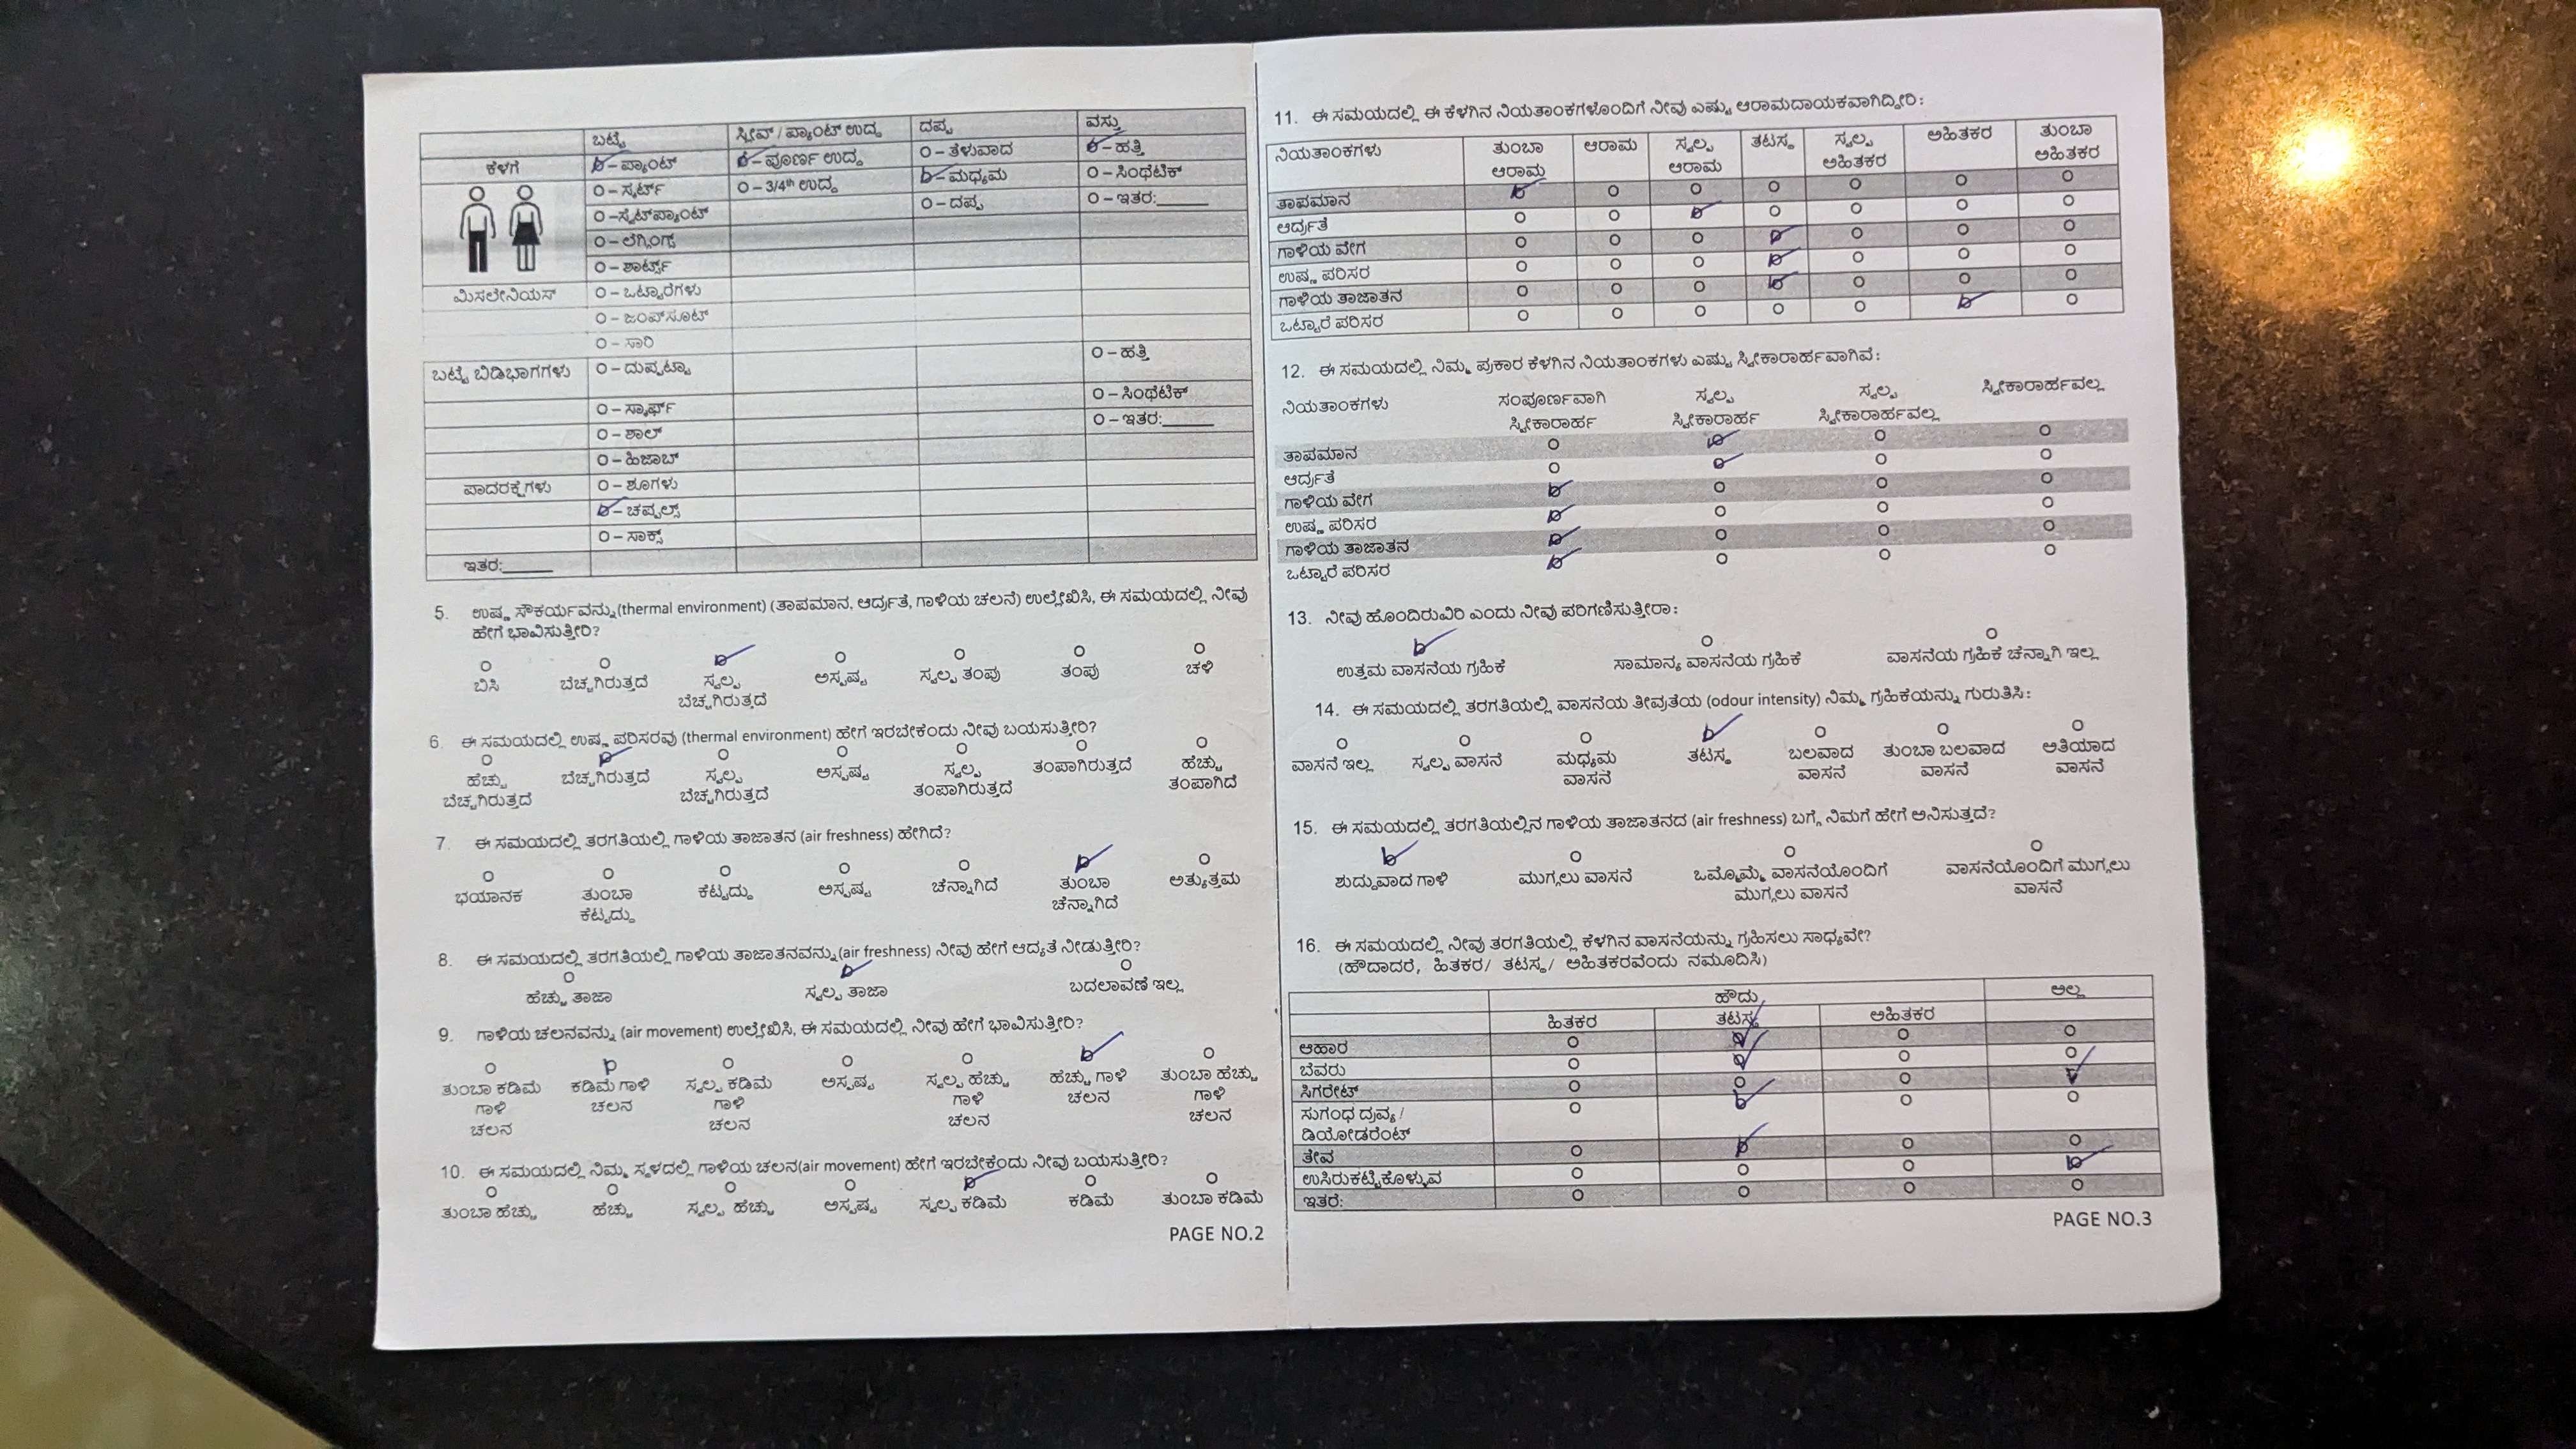 ಬಟ್ಟೆ ಸ್ಲೀವ್ / ಪ್ಯಾಂಟ್ ಉದ್ದ ದಪ್ಪ ವಸ್ತು
ಕೆಳಗೆ O – ಪ್ಯಾಂಟ್ O – ಪೂರ್ಣ ಉದ್ದ O – ತೆಳುವಾದ O – ಹತ್ತಿ
O – ಸ್ಕರ್ಟ್ O – 3/4th ಉದ್ದ O – ಮಧ್ಯಮ O – ಸಿಂಥೆಟಿಕ್
O – ಸ್ವೆಟ್‌ಪ್ಯಾಂಟ್ O – ದಪ್ಪ O – ಇತರ:______
O – ಲೆಗ್ಗಿಂಗ್ಸ್
O – ಶಾರ್ಟ್ಸ್
ಮಿಸಲೇನಿಯಸ್ O – ಒಟ್ಟಾರೆಗಳು
O – ಜಂಪ್‌ಸೂಟ್
O – ಸಾರಿ
ಬಟ್ಟೆ ಬಿಡಿಭಾಗಗಳು O – ದುಪ್ಪಟ್ಟಾ O – ಹತ್ತಿ
O – ಸ್ಕಾರ್ಫ್ O – ಸಿಂಥೆಟಿಕ್
O – ಶಾಲ್ O – ಇತರ:______
O – ಹಿಜಾಬ್
ಪಾದರಕ್ಷೆಗಳು O – ಶೂಗಳು
O – ಚಪ್ಪಲ್ಸ್
O – ಸಾಕ್ಸ್
ಇತರ:______
5. ಉಷ್ಣ ಸೌಕರ್ಯವನ್ನು (thermal environment) (ತಾಪಮಾನ, ಆರ್ದ್ರತೆ, ಗಾಳಿಯ ಚಲನೆ) ಉಲ್ಲೇಖಿಸಿ, ಈ ಸಮಯದಲ್ಲಿ ನೀವು
ಹೇಗೆ ಭಾವಿಸುತ್ತೀರಿ?
ಬಿಸಿ ಬೆಚ್ಚಗಿರುತ್ತದೆ ಸ್ವಲ್ಪ ಅಸ್ಪಷ್ಟ ಸ್ವಲ್ಪ ತಂಪು ತಂಪು ಚಳಿ
ಬೆಚ್ಚಗಿರುತ್ತದೆ
6. ಈ ಸಮಯದಲ್ಲಿ ಉಷ್ಣ ಪರಿಸರವು (thermal environment) ಹೇಗೆ ಇರಬೇಕೆಂದು ನೀವು ಬಯಸುತ್ತೀರಿ?
ಹೆಚ್ಚು ಬೆಚ್ಚಗಿರುತ್ತದೆ ಸ್ವಲ್ಪ ಅಸ್ಪಷ್ಟ ಸ್ವಲ್ಪ ತಂಪಾಗಿರುತ್ತದೆ ಹೆಚ್ಚು
ಬೆಚ್ಚಗಿರುತ್ತದೆ ಬೆಚ್ಚಗಿರುತ್ತದೆ ತಂಪಾಗಿರುತ್ತದೆ ತಂಪಾಗಿದೆ
7. ಈ ಸಮಯದಲ್ಲಿ ತರಗತಿಯಲ್ಲಿ ಗಾಳಿಯ ತಾಜಾತನ (air freshness) ಹೇಗಿದೆ?
ಭಯಾನಕ ತುಂಬಾ ಕೆಟ್ಟದ್ದು ಅಸ್ಪಷ್ಟ ಚೆನ್ನಾಗಿದೆ ತುಂಬಾ ಅತ್ಯುತ್ತಮ
ಕೆಟ್ಟದ್ದು ಚೆನ್ನಾಗಿದೆ
8. ಈ ಸಮಯದಲ್ಲಿ ತರಗತಿಯಲ್ಲಿ ಗಾಳಿಯ ತಾಜಾತನವನ್ನು (air freshness) ನೀವು ಹೇಗೆ ಆದ್ಯತೆ ನೀಡುತ್ತೀರಿ?
ಹೆಚ್ಚು ತಾಜಾ ಸ್ವಲ್ಪ ತಾಜಾ ಬದಲಾವಣೆ ಇಲ್ಲ
9. ಗಾಳಿಯ ಚಲನವನ್ನು (air movement) ಉಲ್ಲೇಖಿಸಿ, ಈ ಸಮಯದಲ್ಲಿ ನೀವು ಹೇಗೆ ಭಾವಿಸುತ್ತೀರಿ?
ತುಂಬಾ ಕಡಿಮೆ ಕಡಿಮೆ ಗಾಳಿ ಸ್ವಲ್ಪ ಕಡಿಮೆ ಅಸ್ಪಷ್ಟ ಸ್ವಲ್ಪ ಹೆಚ್ಚು ಹೆಚ್ಚು ಗಾಳಿ ತುಂಬಾ ಹೆಚ್ಚು
ಗಾಳಿ ಚಲನ ಗಾಳಿ ಗಾಳಿ ಚಲನ ಗಾಳಿ
ಚಲನ ಚಲನ ಚಲನ ಚಲನ
10. ಈ ಸಮಯದಲ್ಲಿ ನಿಮ್ಮ ಸ್ಥಳದಲ್ಲಿ ಗಾಳಿಯ ಚಲನ(air movement) ಹೇಗೆ ಇರಬೇಕೆಂದು ನೀವು ಬಯಸುತ್ತೀರಿ?
ತುಂಬಾ ಹೆಚ್ಚು ಹೆಚ್ಚು ಸ್ವಲ್ಪ ಹೆಚ್ಚು ಅಸ್ಪಷ್ಟ ಸ್ವಲ್ಪ ಕಡಿಮೆ ಕಡಿಮೆ ತುಂಬಾ ಕಡಿಮೆ
PAGE NO.2
11. ಈ ಸಮಯದಲ್ಲಿ ಈ ಕೆಳಗಿನ ನಿಯತಾಂಕಗಳೊಂದಿಗೆ ನೀವು ಎಷ್ಟು ಆರಾಮದಾಯಕವಾಗಿದ್ದೀರಿ:
ನಿಯತಾಂಕಗಳು ತುಂಬಾ ಆರಾಮ ಸ್ವಲ್ಪ ತಟಸ್ಥ ಸ್ವಲ್ಪ ಅಹಿತಕರ ತುಂಬಾ
ಆರಾಮ ಆರಾಮ ಅಹಿತಕರ ಅಹಿತಕರ
ತಾಪಮಾನ
ಆರ್ದ್ರತೆ
ಗಾಳಿಯ ವೇಗ
ಉಷ್ಣ ಪರಿಸರ
ಗಾಳಿಯ ತಾಜಾತನ
ಒಟ್ಟಾರೆ ಪರಿಸರ
12. ಈ ಸಮಯದಲ್ಲಿ ನಿಮ್ಮ ಪ್ರಕಾರ ಕೆಳಗಿನ ನಿಯತಾಂಕಗಳು ಎಷ್ಟು ಸ್ವೀಕಾರಾರ್ಹವಾಗಿವೆ:
ನಿಯತಾಂಕಗಳು ಸಂಪೂರ್ಣವಾಗಿ ಸ್ವಲ್ಪ ಸ್ವಲ್ಪ ಸ್ವೀಕಾರಾರ್ಹವಲ್ಲ
ಸ್ವೀಕಾರಾರ್ಹ ಸ್ವೀಕಾರಾರ್ಹ ಸ್ವೀಕಾರಾರ್ಹವಲ್ಲ
ತಾಪಮಾನ
ಆರ್ದ್ರತೆ
ಗಾಳಿಯ ವೇಗ
ಉಷ್ಣ ಪರಿಸರ
ಗಾಳಿಯ ತಾಜಾತನ
ಒಟ್ಟಾರೆ ಪರಿಸರ
13. ನೀವು ಹೊಂದಿರುವಿರಿ ಎಂದು ನೀವು ಪರಿಗಣಿಸುತ್ತೀರಾ:
ಉತ್ತಮ ವಾಸನೆಯ ಗ್ರಹಿಕೆ ಸಾಮಾನ್ಯ ವಾಸನೆಯ ಗ್ರಹಿಕೆ ವಾಸನೆಯ ಗ್ರಹಿಕೆ ಚೆನ್ನಾಗಿ ಇಲ್ಲ
14. ಈ ಸಮಯದಲ್ಲಿ ತರಗತಿಯಲ್ಲಿ ವಾಸನೆಯ ತೀವ್ರತೆಯ (odour intensity) ನಿಮ್ಮ ಗ್ರಹಿಕೆಯನ್ನು ಗುರುತಿಸಿ:
ವಾಸನೆ ಇಲ್ಲ ಸ್ವಲ್ಪ ವಾಸನೆ ಮಧ್ಯಮ ತಟಸ್ಥ ಬಲವಾದ ತುಂಬಾ ಬಲವಾದ ಅತಿಯಾದ
ವಾಸನೆ ವಾಸನೆ ವಾಸನೆ ವಾಸನೆ
15. ಈ ಸಮಯದಲ್ಲಿ ತರಗತಿಯಲ್ಲಿನ ಗಾಳಿಯ ತಾಜಾತನದ (air freshness) ಬಗ್ಗೆ ನಿಮಗೆ ಹೇಗೆ ಅನಿಸುತ್ತದೆ?
ಶುದ್ದುವಾದ ಗಾಳಿ ಮುಗ್ಗಲು ವಾಸನೆ ಒಮ್ಮೊಮ್ಮೆ ವಾಸನೆಯೊಂದಿಗೆ ವಾಸನೆಯೊಂದಿಗೆ ಮುಗ್ಗಲು
ಮುಗ್ಗಲು ವಾಸನೆ ವಾಸನೆ
16. ಈ ಸಮಯದಲ್ಲಿ ನೀವು ತರಗತಿಯಲ್ಲಿ ಕೆಳಗಿನ ವಾಸನೆಯನ್ನು ಗ್ರಹಿಸಲು ಸಾಧ್ಯವೇ?
(ಹೌದಾದರೆ, ಹಿತಕರ/ ತಟಸ್ಥ/ ಅಹಿತಕರವೆಂದು ನಮೂದಿಸಿ)
ಹೌದು ಅಲ್ಲ
ಹಿತಕರ ತಟಸ್ಥ ಅಹಿತಕರ
ಆಹಾರ
ಬೆವರು
ಸಿಗರೇಟ್
ಸುಗಂಧ ದ್ರವ್ಯ/
ಡಿಯೋಡರೆಂಟ್
ತೇವ
ಉಸಿರುಕಟ್ಟಿಕೊಳ್ಳುವ
ಇತರೆ:
PAGE NO.3